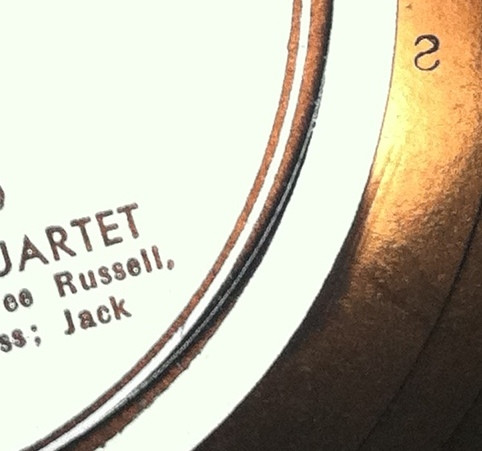 UARTET
ee Russell,
ss; Jack
S